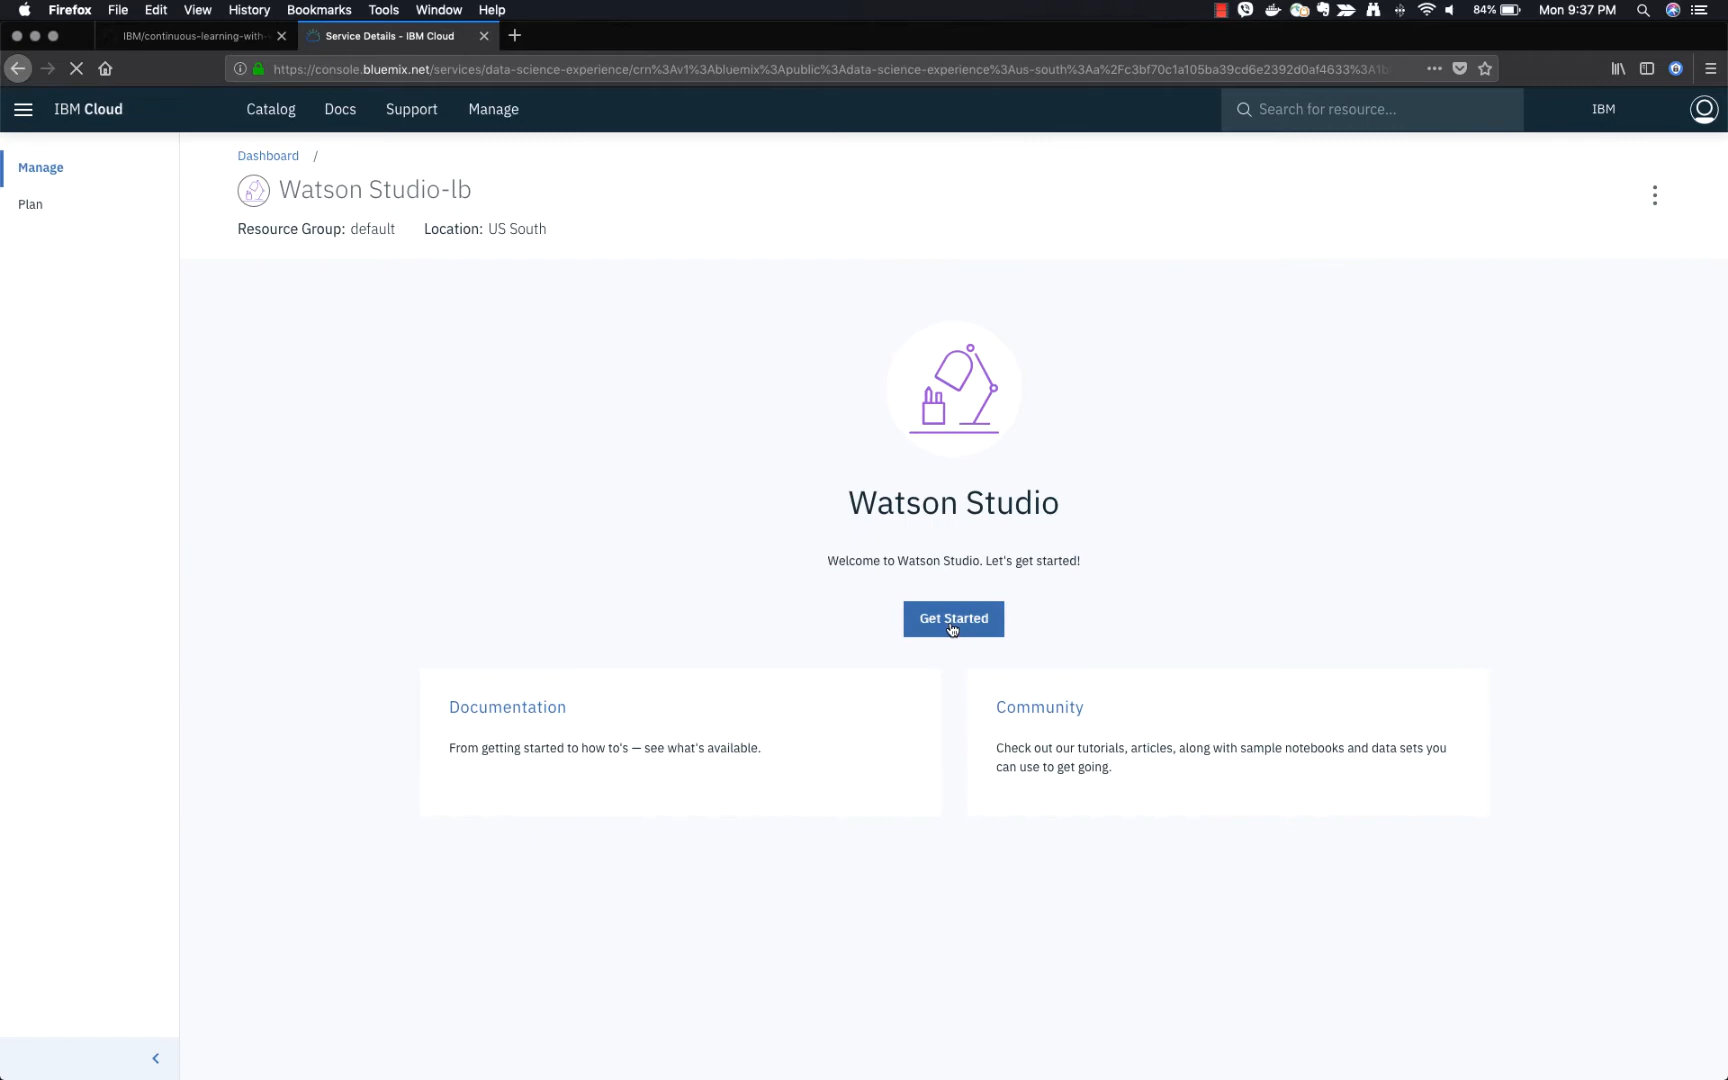 Firefox File Edit View History Bookmarks Tools Window Help 84% Mon 9:37 PM
IBM/continuous-learning-with- Service Details - IBM Cloud
https://console.bluemix.net/services/data-science-experience/crn%3Av1%3Abluemix%3Apublic%3Adata-science-experience%3Aus-south%3Aa%2Fc3bf70c1a105ba39cd6e2392d0af4633%3A1b
IBM Cloud Catalog Docs Support Manage Search for resource... IBM
Manage
Plan
Dashboard /
Watson Studio-lb
Resource Group: default Location: US South
Watson Studio
Welcome to Watson Studio. Let's get started!
Get Started
Documentation
From getting started to how to's — see what's available.
Community
Check out our tutorials, articles, along with sample notebooks and data sets you
can use to get going.